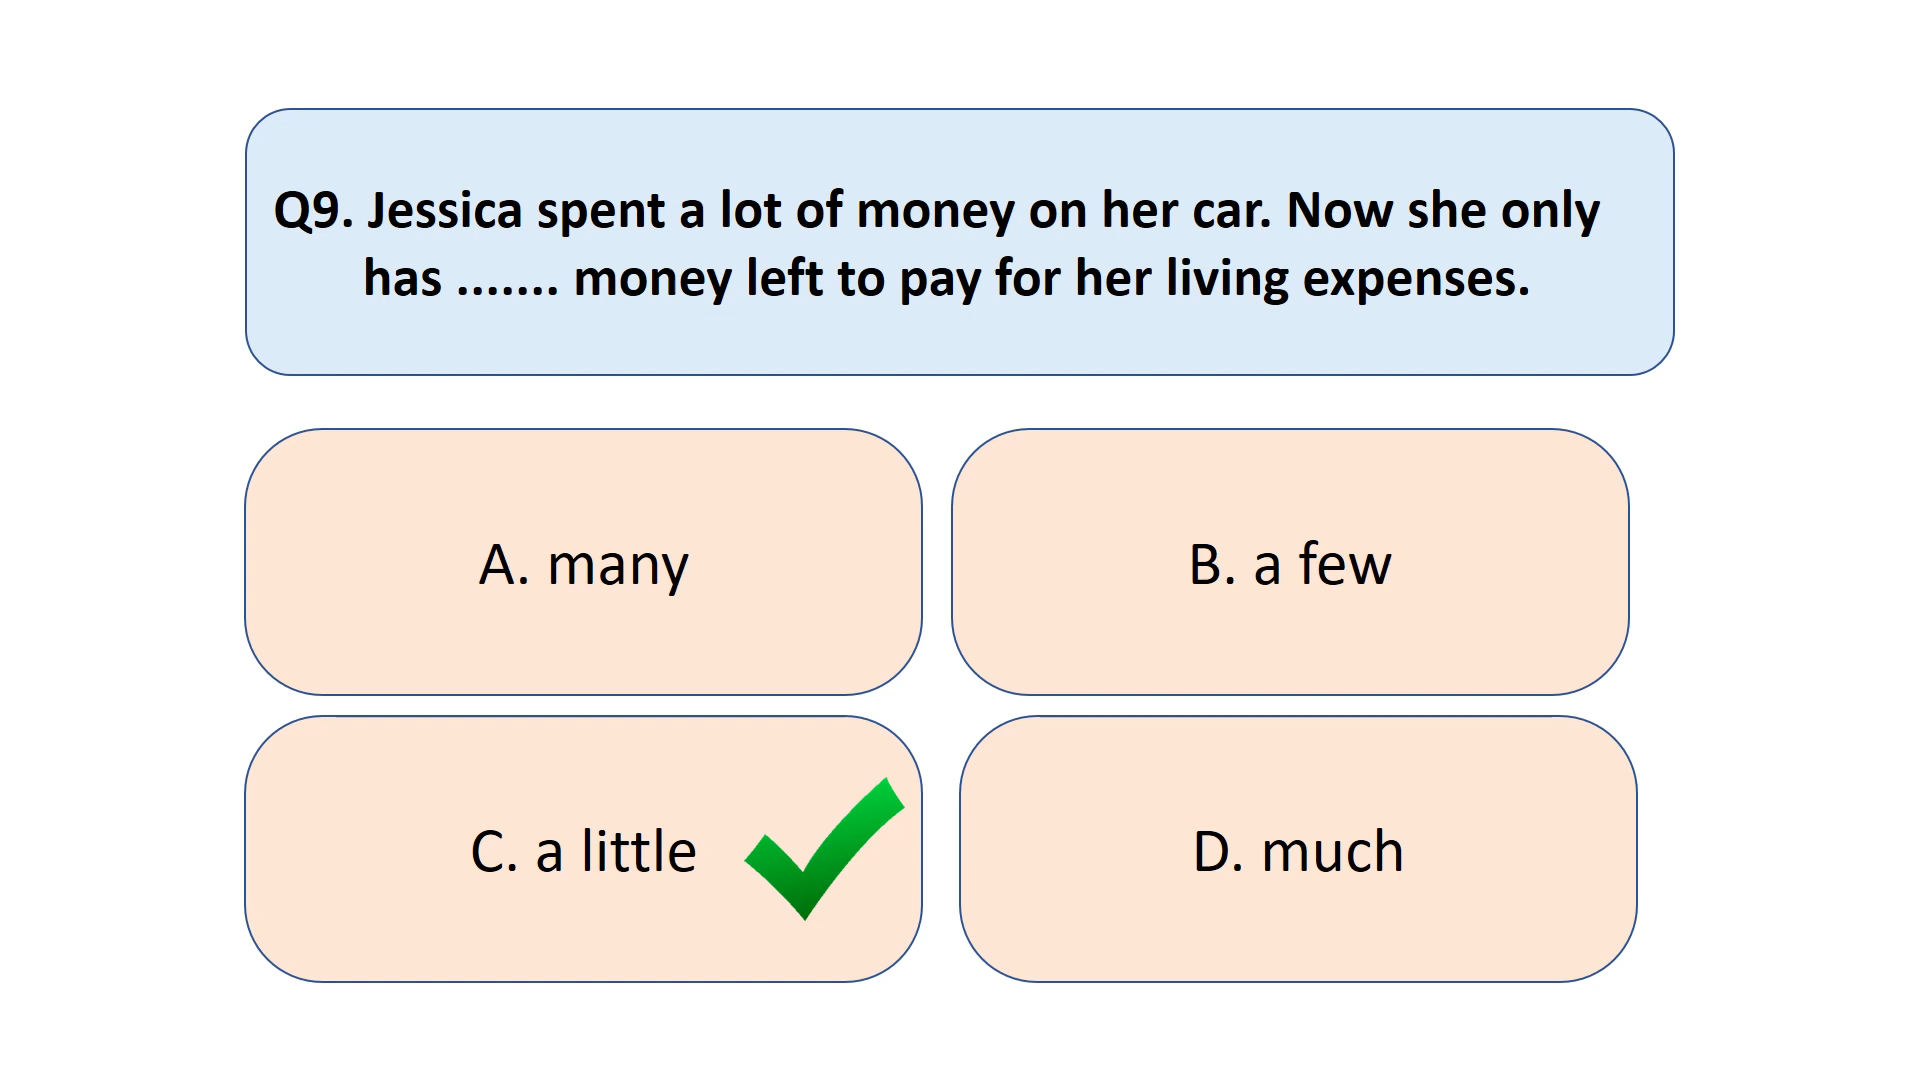 Q9. Jessica spent a lot of money on her car. Now she only
has ....... money left to pay for her living expenses.
A. many
B. a few
C. a little
D. much